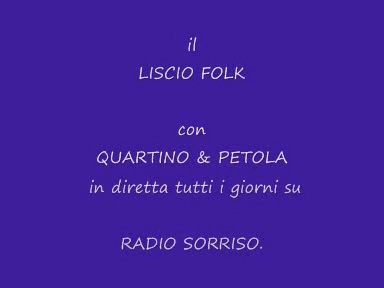 il
LISCIO FOLK
con
QUARTINO & PETOLA
in diretta tutti i giorni su
RADIO SORRISO.